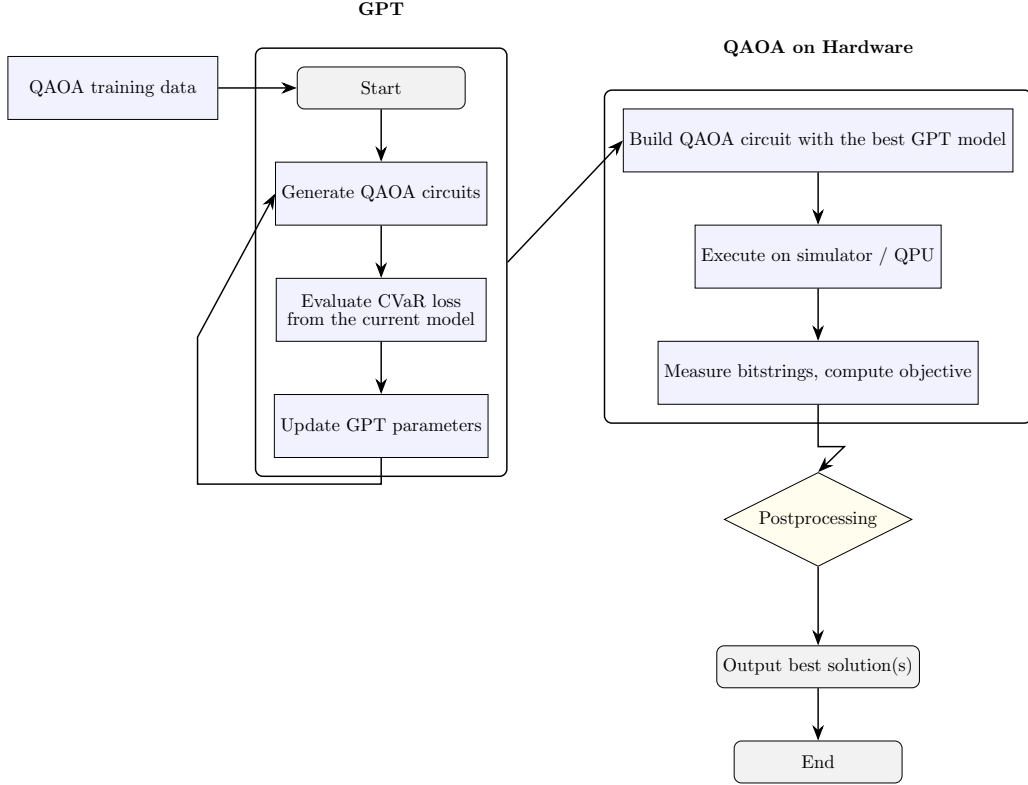 GPT
QAOA training data
Start
Generate QAOA circuits
Evaluate CVaR loss
from the current model
Update GPT parameters
QAOA on Hardware
Build QAOA circuit with the best GPT model
Execute on simulator / QPU
Measure bitstrings, compute objective
Postprocessing
Output best solution(s)
End